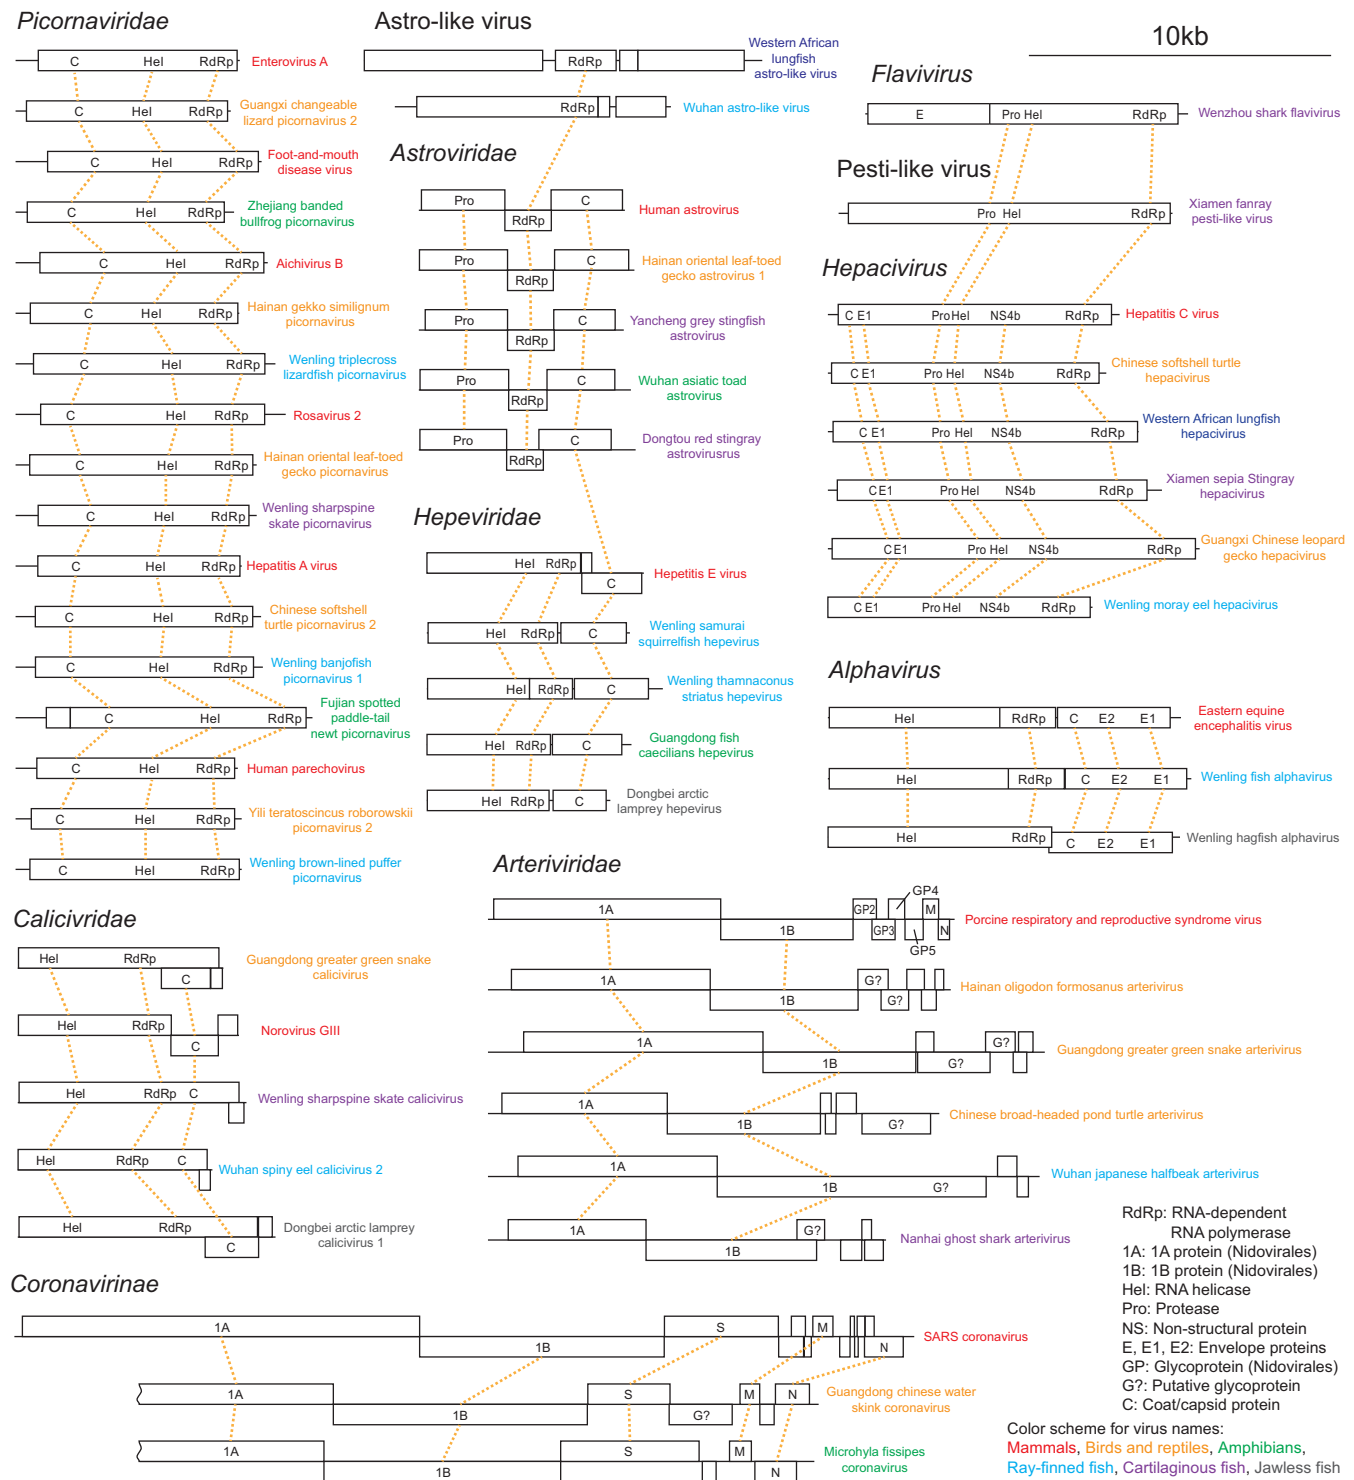 Picornaviridae
C Hel RdRp Enterovirus A
C Hel RdRp Guangxi changeable
lizard picornavirus 2
C Hel RdRp Foot-and-mouth
disease virus
C Hel RdRp Zhejiang banded
bullfrog picornavirus
C Hel RdRp Aichivirus B
C Hel RdRp Hainan gekko similignum
picornavirus
C Hel RdRp Wenling triplecross
lizardfish picornavirus
C Hel RdRp Rosavirus 2
C Hel RdRp Hainan oriental leaf-toed
gecko picornavirus
C Hel RdRp Wenling sharpspine
skate picornavirus
C Hel RdRp Hepatitis A virus
C Hel RdRp Chinese softshell
turtle picornavirus 2
C Hel RdRp Wenling banjofish
picornavirus 1
C Hel RdRp Fujian spotted
paddle-tail
newt picornavirus
C Hel RdRp Human parechovirus
C Hel RdRp Yili teratoscincus roborowskii
picornavirus 2
C Hel RdRp Wenling brown-lined puffer
picornavirus
Calicivridae
Hel RdRp C Guangdong greater green snake
calicivirus
Hel RdRp C Norovirus GIII
Hel RdRp C Wenling sharpspine skate calicivirus
Hel RdRp C Wuhan spiny eel calicivirus 2
Hel RdRp C Dongbei arctic lamprey
calicivirus 1
Astro-like virus
RdRp Western African
lungfish
astro-like virus
RdRp Wuhan astro-like virus
Astroviridae
Pro RdRp C Human astrovirus
Pro RdRp C Hainan oriental leaf-toed
gecko astrovirus 1
Pro RdRp C Yancheng grey stingfish
astrovirus
Pro RdRp C Wuhan asiatic toad
astrovirus
Pro RdRp C Dongtou red stingray
astrovirusrus
Hepeviridae
Hel RdRp C Hepetitis E virus
Hel RdRp C Wenling samurai
squirrelfish hepevirus
Hel RdRp C Wenling thamnaconus
striatus hepevirus
Hel RdRp C Guangdong fish
caecilians hepevirus
Hel RdRp C Dongbei arctic
lamprey hepevirus
10kb
Flavivirus
E Pro Hel RdRp Wenzhou shark flavivirus
Pesti-like virus
Pro Hel RdRp Xiamen fanray
pesti-like virus
Hepacivirus
C E1 Pro Hel NS4b RdRp Hepatitis C virus
C E1 Pro Hel NS4b RdRp Chinese softshell turtle
hepacivirus
C E1 Pro Hel NS4b RdRp Western African lungfish
hepacivirus
C E1 Pro Hel NS4b RdRp Xiamen sepia Stingray
hepacivirus
C E1 Pro Hel NS4b RdRp Guangxi Chinese leopard
gecko hepacivirus
C E1 Pro Hel NS4b RdRp Wenling moray eel hepacivirus
Alphavirus
Hel RdRp C E2 E1 Eastern equine
encephalitis virus
Hel RdRp C E2 E1 Wenling fish alphavirus
Hel RdRp C E2 E1 Wenling hagfish alphavirus
Arteriviridae
1A 1B GP2 GP3 GP4 GP5 M N Porcine respiratory and reproductive syndrome virus
1A 1B G? G? Hainan oligodon formosanus arterivirus
1A 1B G? G? Guangdong greater green snake arterivirus
1A 1B G? Chinese broad-headed pond turtle arterivirus
1A 1B G? Wuhan japanese halfbeak arterivirus
1A 1B G? Nanhai ghost shark arterivirus
Coronavirinae
1A 1B S M N SARS coronavirus
1A 1B S G? M N Guangdong chinese water
skink coronavirus
1A 1B S M N Microhyla fissipes
coronavirus
RdRp: RNA-dependent
RNA polymerase
1A: 1A protein (Nidovirales)
1B: 1B protein (Nidovirales)
Hel: RNA helicase
Pro: Protease
NS: Non-structural protein
E, E1, E2: Envelope proteins
GP: Glycoprotein (Nidovirales)
G?: Putative glycoprotein
C: Coat/capsid protein
Color scheme for virus names:
Mammals, Birds and reptiles, Amphibians,
Ray-finned fish, Cartilaginous fish, Jawless fish